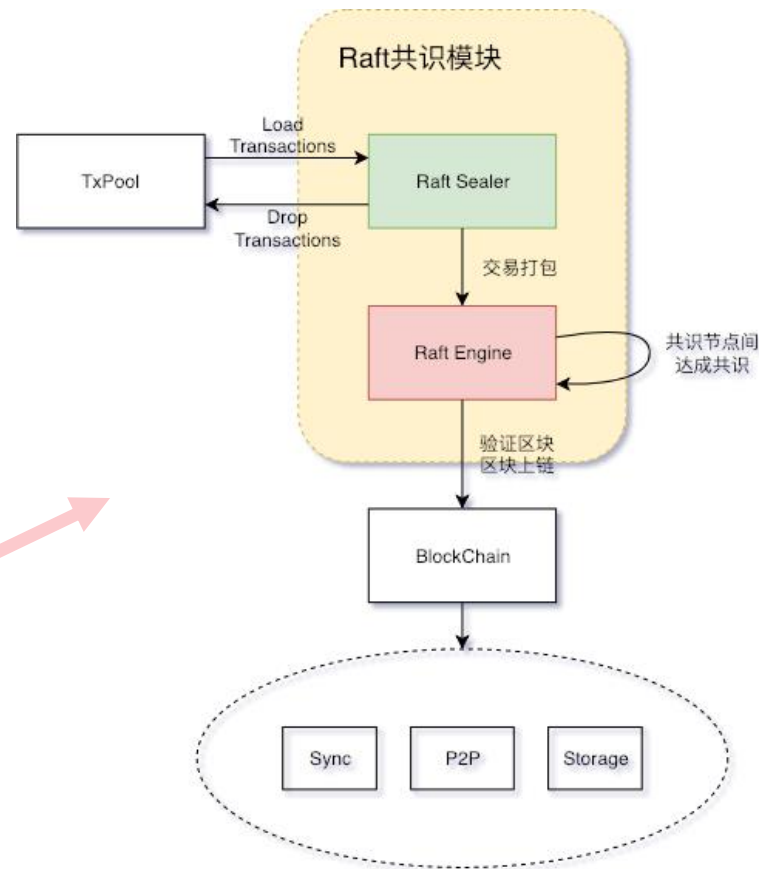 Raft共识模块
Load
Transactions
TxPool
Raft Sealer
Drop
Transactions
交易打包
Raft Engine
共识节点间
达成共识
验证区块
区块上链
BlockChain
Sync
P2P
Storage